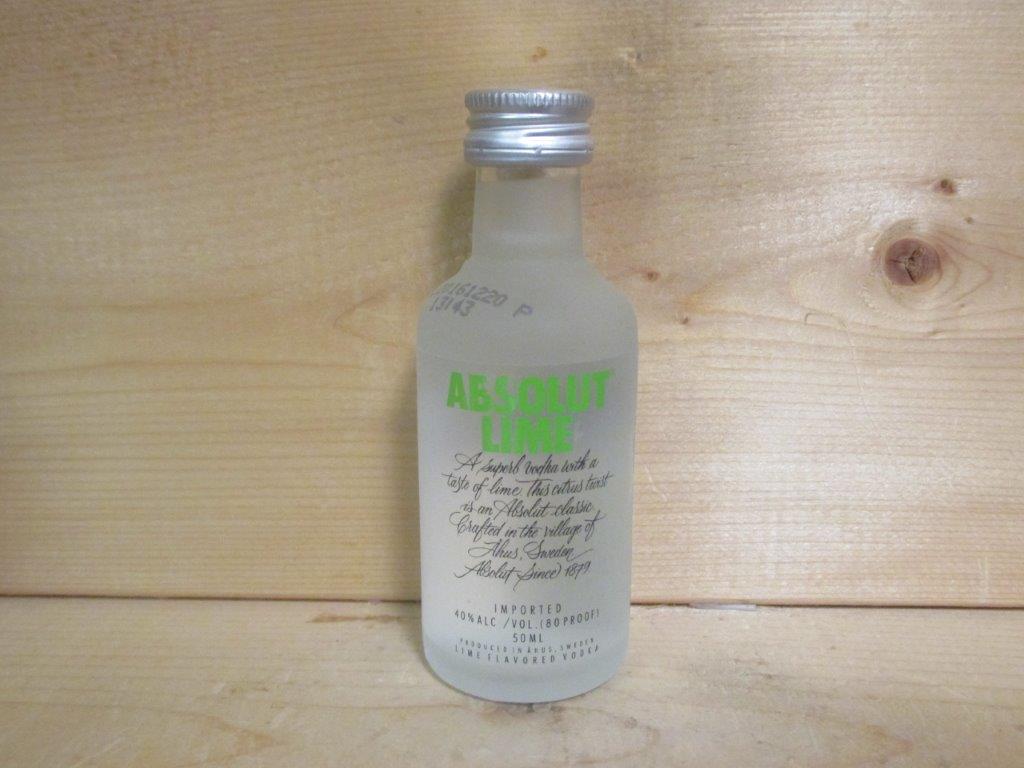 161220 P
13143
ABSOLUT
LIME
A superb vodka with a
taste of lime. This citrus twist
is an Absolut classic.
Crafted in the village of
Åhus, Sweden.
Absolut Since 1879.
IMPORTED
40%ALC /VOL.(80PROOF)
50ML
PRODUCED IN ÅHUS, SWEDEN
LIME FLAVORED VODKA